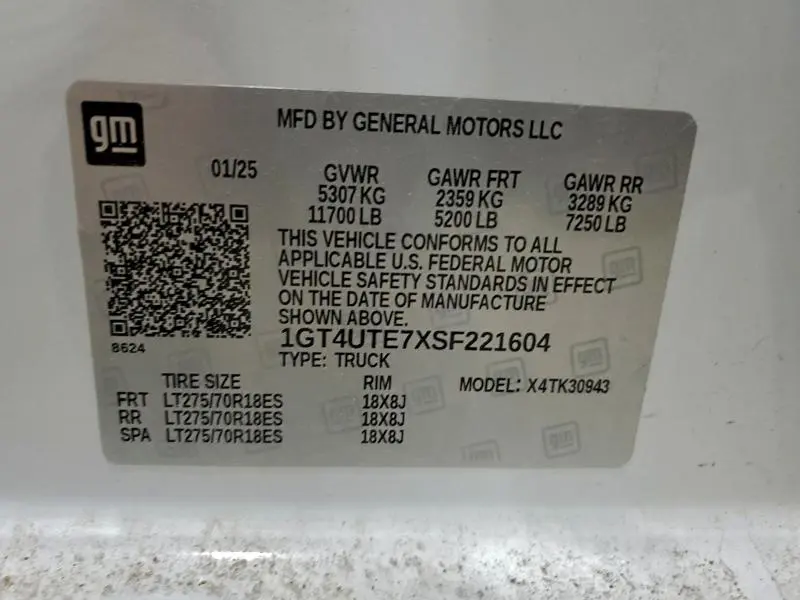 gm
MFD BY GENERAL MOTORS LLC
01/25 GVWR GAWR FRT GAWR RR
5307 KG 2359 KG 3289 KG
11700 LB 5200 LB 7250 LB
THIS VEHICLE CONFORMS TO ALL
APPLICABLE U.S. FEDERAL MOTOR
VEHICLE SAFETY STANDARDS IN EFFECT
ON THE DATE OF MANUFACTURE
SHOWN ABOVE.
8624
1GT4UTE7XSF221604
TYPE: TRUCK
TIRE SIZE RIM MODEL: X4TK30943
FRT LT275/70R18ES 18X8J
RR LT275/70R18ES 18X8J
SPA LT275/70R18ES 18X8J